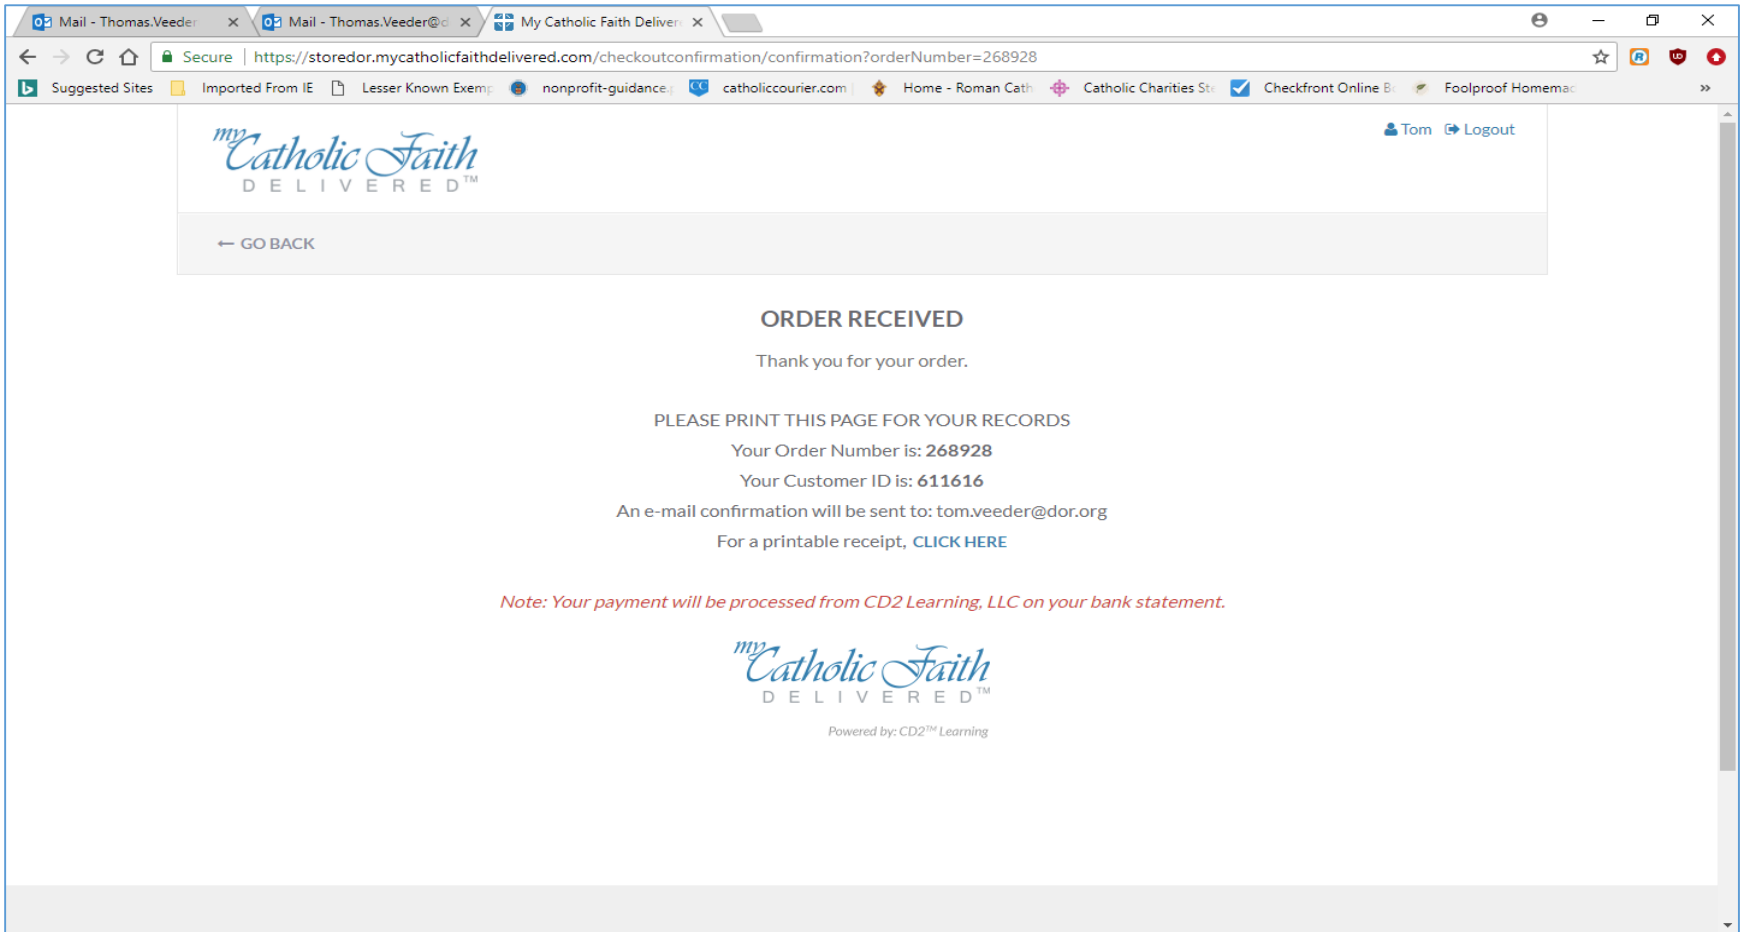 Mail - Thomas.Veeder
Mail - Thomas.Veeder@d
My Catholic Faith Deliver
Secure | https://storedor.mycatholicfaithdelivered.com/checkoutconfirmation/confirmation?orderNumber=268928
Suggested Sites Imported From IE Lesser Known Exemp nonprofit-guidance.p CC catholiccourier.com | Home - Roman Cath Catholic Charities Ste Checkfront Online Bo Foolproof Homemac »
my Catholic Faith
DELIVERED™
Tom Logout
← GO BACK
ORDER RECEIVED
Thank you for your order.
PLEASE PRINT THIS PAGE FOR YOUR RECORDS
Your Order Number is: 268928
Your Customer ID is: 611616
An e-mail confirmation will be sent to: tom.veeder@dor.org
For a printable receipt, CLICK HERE
Note: Your payment will be processed from CD2 Learning, LLC on your bank statement.
my Catholic Faith
DELIVERED™
Powered by: CD2™ Learning